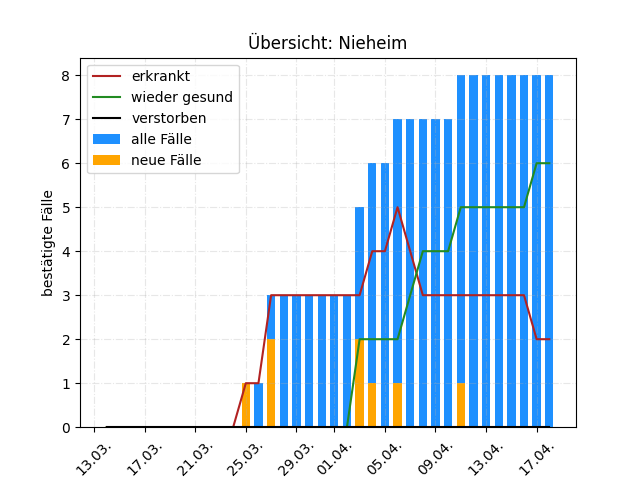 Übersicht: Nieheim
bestätigte Fälle
8
7
6
5
4
3
2
1
0
erkrankt
wieder gesund
verstorben
alle Fälle
neue Fälle
13.03.
17.03.
21.03.
25.03.
29.03.
01.04.
05.04.
09.04.
13.04.
17.04.